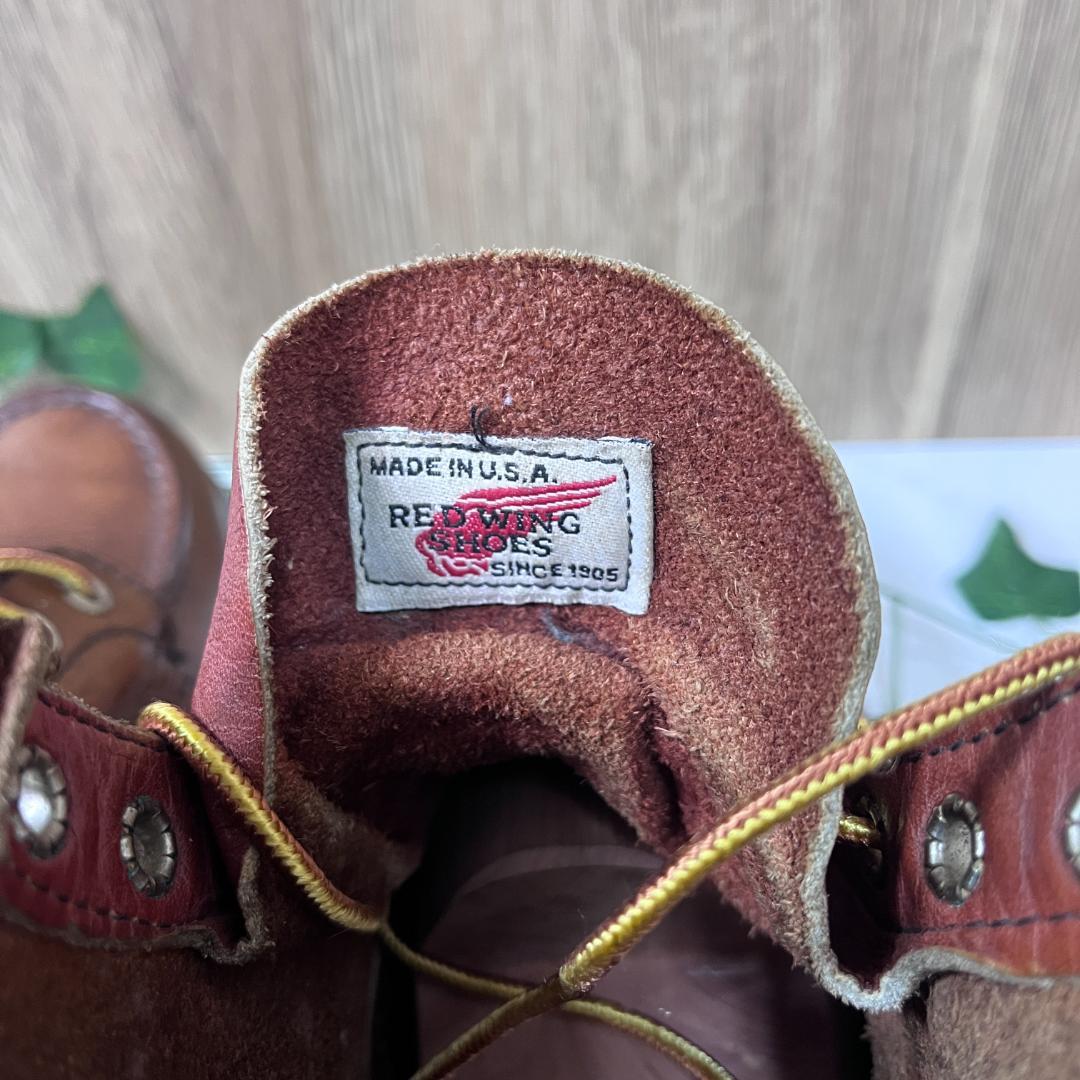 MADE IN U.S.A.
RED WING
SHOES
SINCE 1905